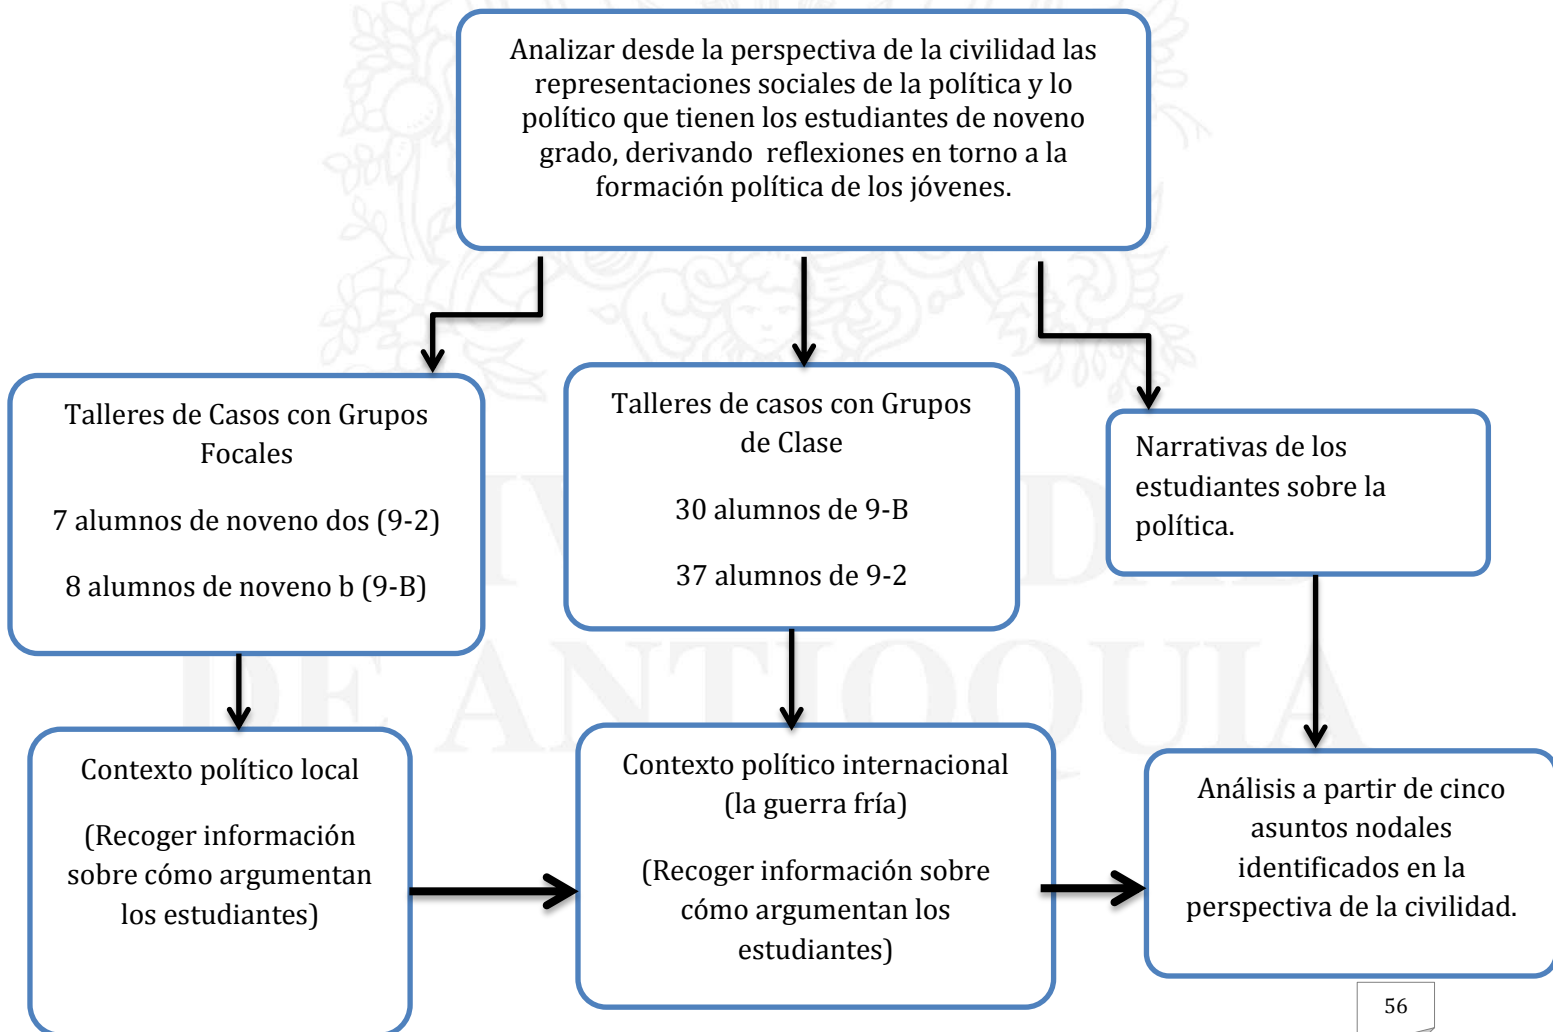 Analizar desde la perspectiva de la civilidad las
representaciones sociales de la política y lo
político que tienen los estudiantes de noveno
grado, derivando  reflexiones en torno a la
formación política de los jóvenes.
Talleres de Casos con Grupos
Focales
7 alumnos de noveno dos (9-2)
8 alumnos de noveno b (9-B)
Talleres de casos con Grupos
de Clase
30 alumnos de 9-B
37 alumnos de 9-2
Narrativas de los
estudiantes sobre la
política.
Contexto político local
(Recoger información
sobre cómo argumentan
los estudiantes)
Contexto político internacional
(la guerra fría)
(Recoger información sobre
cómo argumentan los
estudiantes)
Análisis a partir de cinco
asuntos nodales
identificados en la
perspectiva de la civilidad.
DE ANTIOQUIA
56